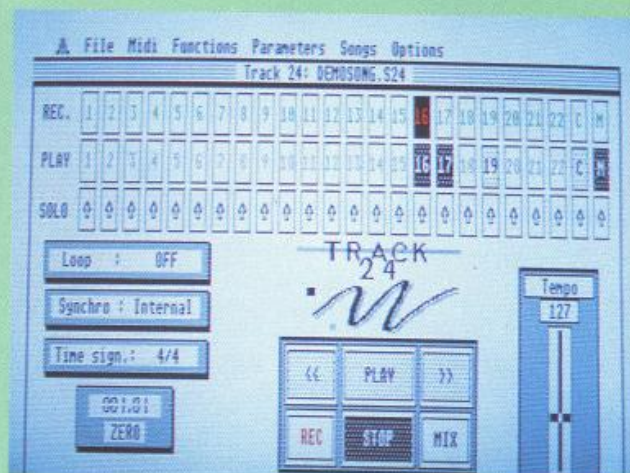 File Midi Functions Parameters Songs Options
Track 24: DEMOSONG.S24
REC. 1 2 3 4 5 6 7 8 9 10 11 12 13 14 15 16 17 18 19 20 21 22 C M
PLAY 1 2 3 4 5 6 7 8 9 10 11 12 13 14 15 16 17 18 19 20 21 22 C M
SOLO
Loop : OFF
TRACK
24
Synchro : Internal
Tempo
127
Time sign.: 4/4
<< PLAY >>
001.01
ZERO
REC STOP MIX